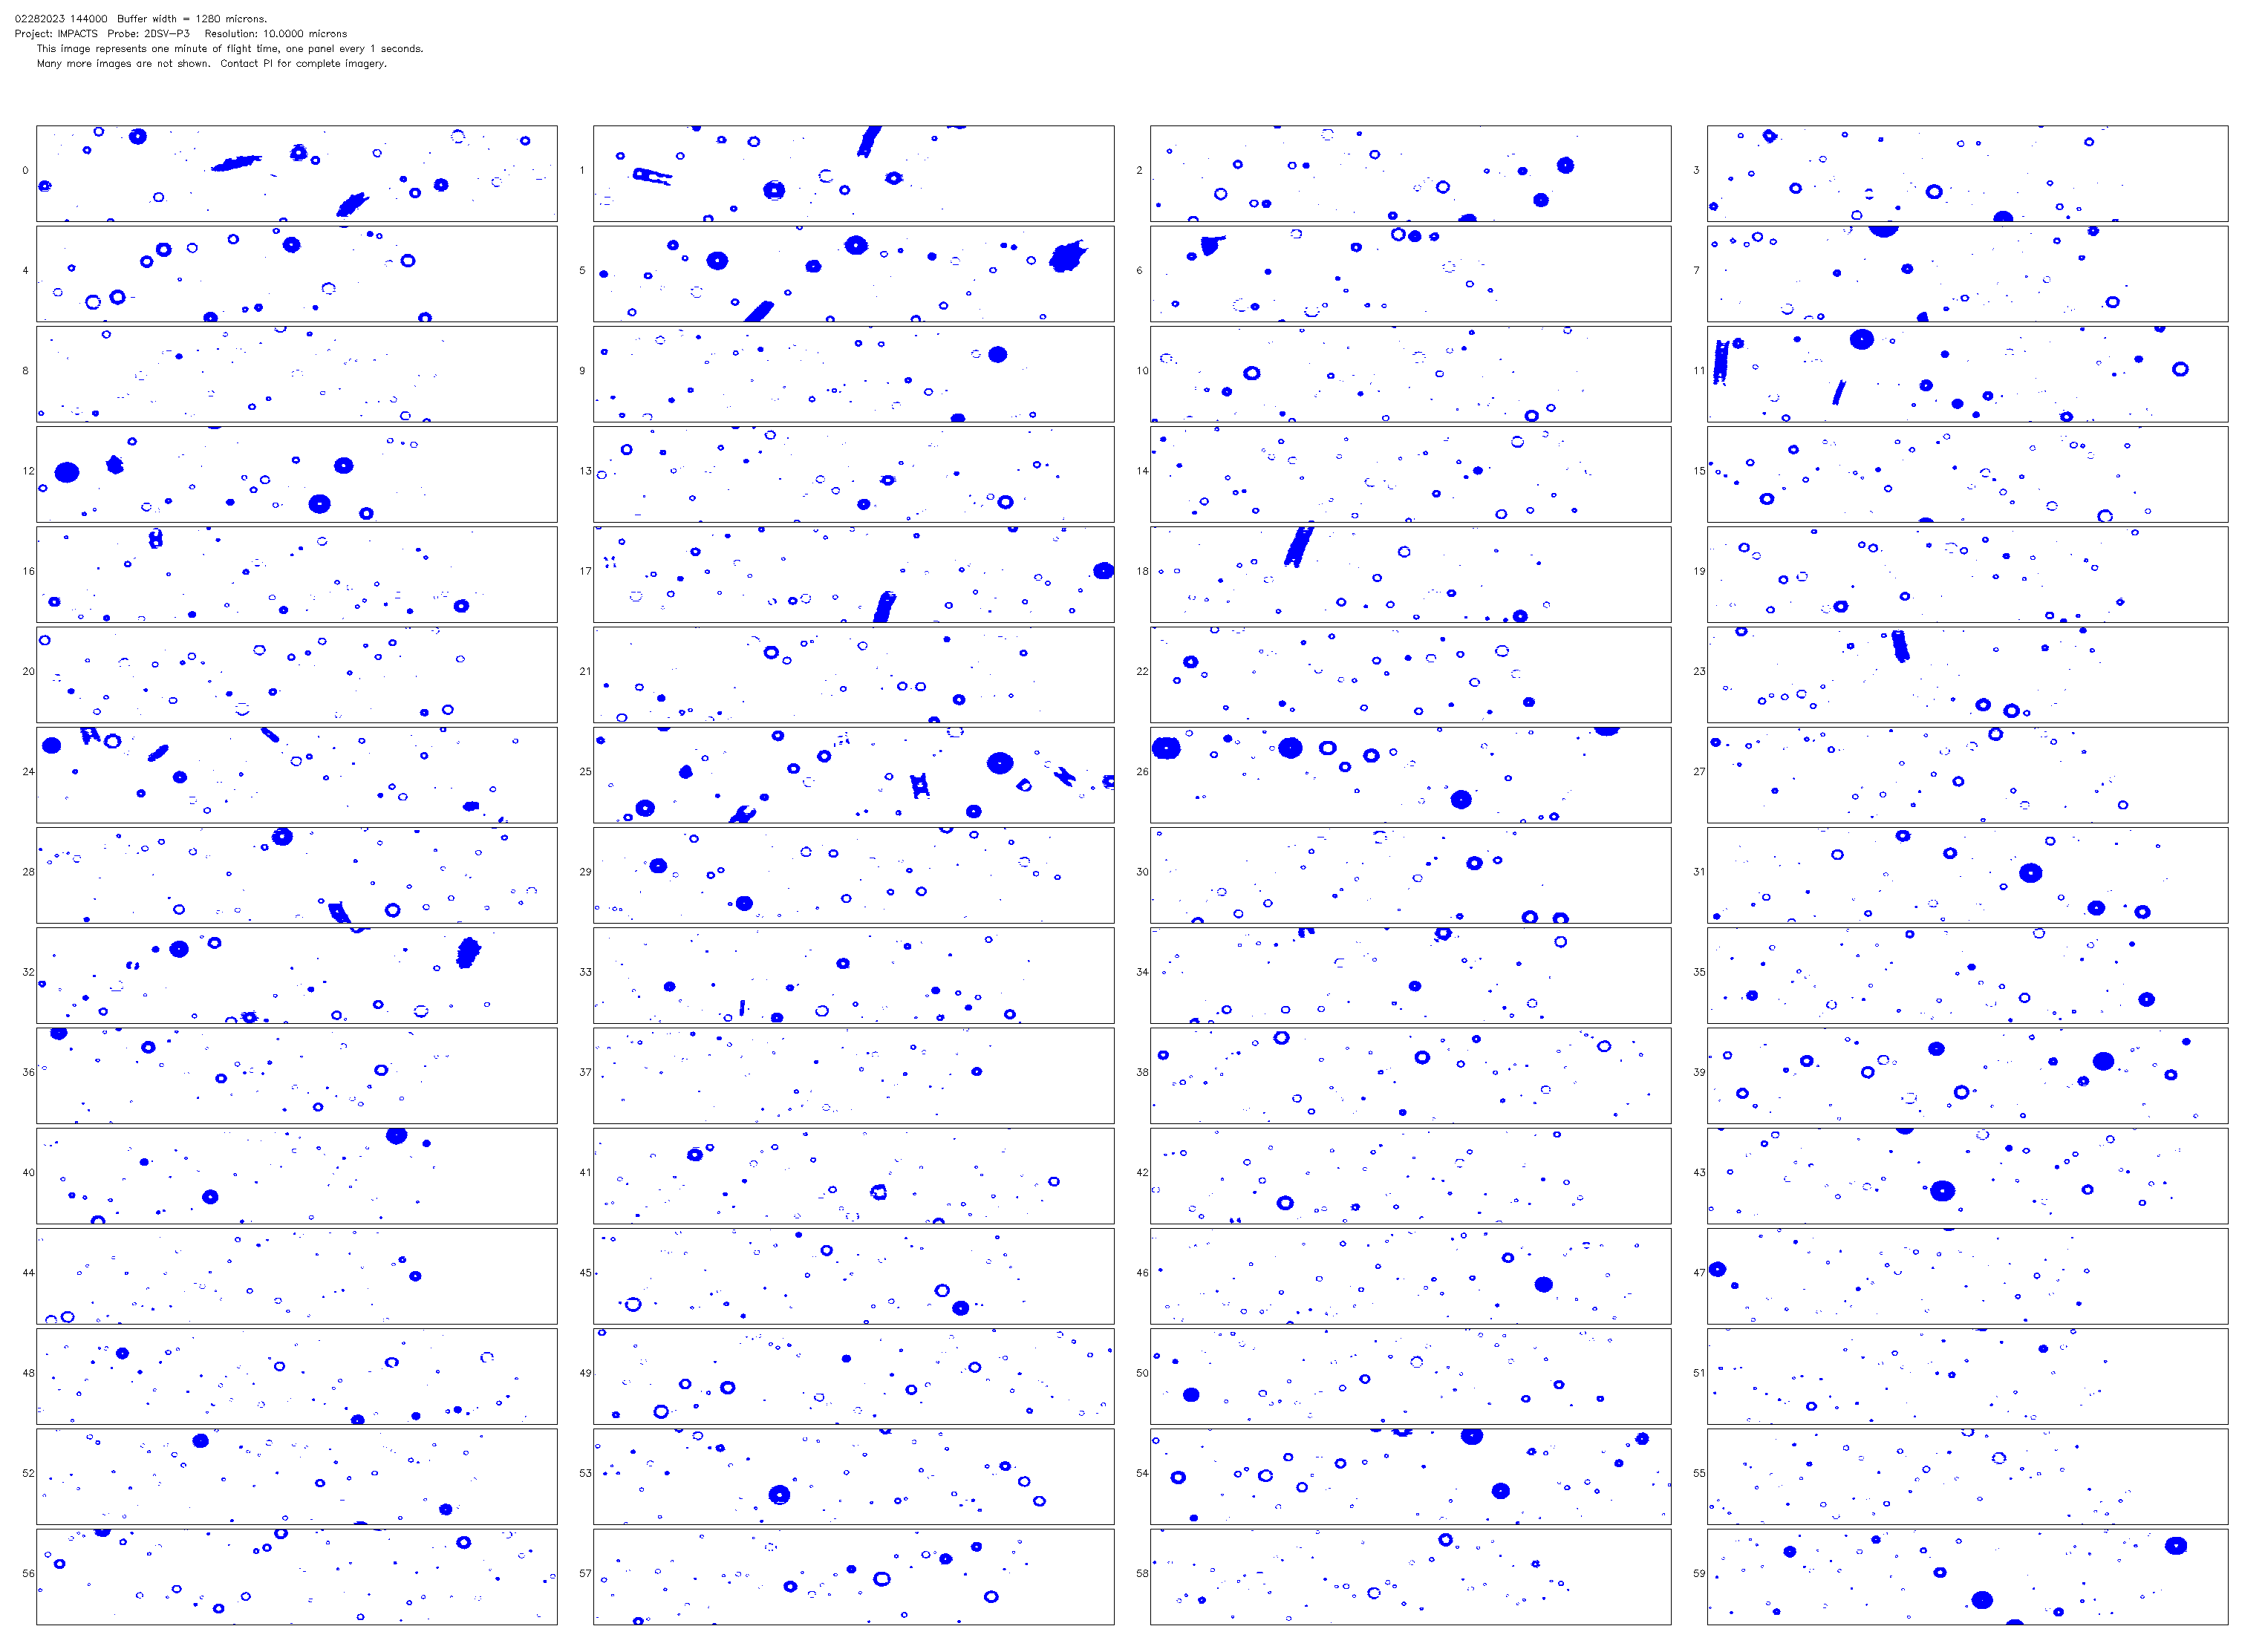 02282023 144000  Buffer width = 1280 microns.
Project: IMPACTS  Probe: 2DSV-P3   Resolution: 10.0000 microns
This image represents one minute of flight time, one panel every 1 seconds.
Many more images are not shown.  Contact PI for complete imagery.
0 1 2 3
4 5 6 7
8 9 10 11
12 13 14 15
16 17 18 19
20 21 22 23
24 25 26 27
28 29 30 31
32 33 34 35
36 37 38 39
40 41 42 43
44 45 46 47
48 49 50 51
52 53 54 55
56 57 58 59